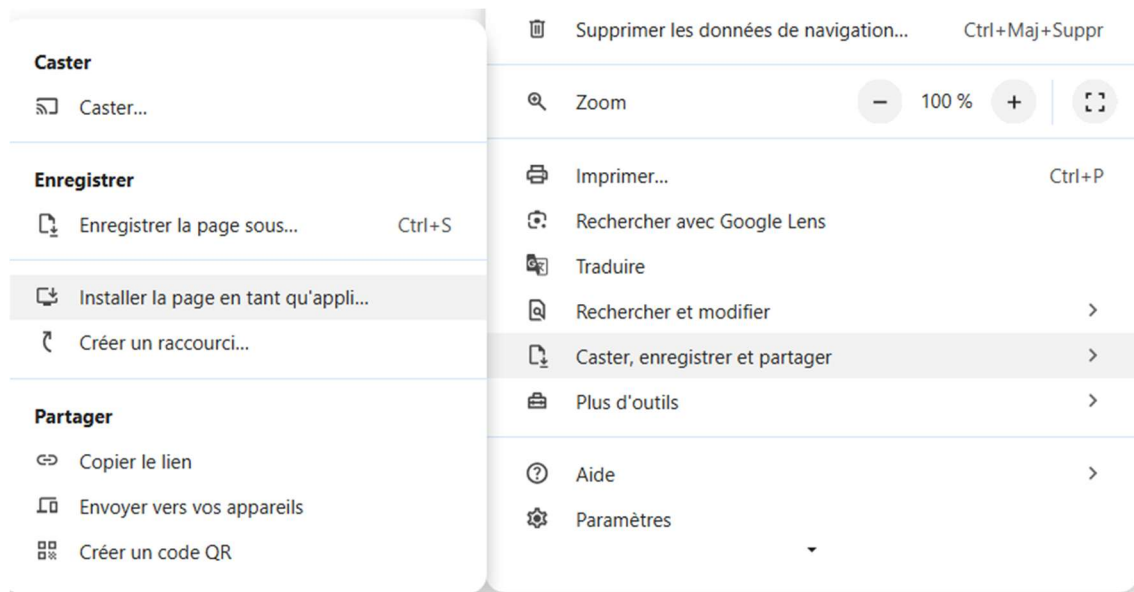 Caster
Caster...
Enregistrer
Enregistrer la page sous... Ctrl+S
Installer la page en tant qu'appli...
Créer un raccourci...
Partager
Copier le lien
Envoyer vers vos appareils
Créer un code QR
Supprimer les données de navigation... Ctrl+Maj+Suppr
Zoom − 100 % +
Imprimer... Ctrl+P
Rechercher avec Google Lens
Traduire
Rechercher et modifier
Caster, enregistrer et partager
Plus d'outils
Aide
Paramètres